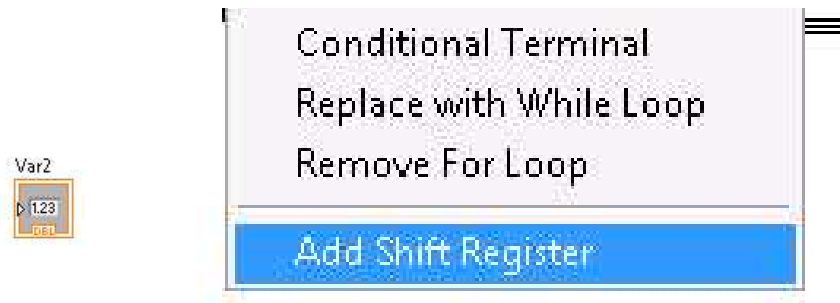 Conditional Terminal
Replace with While Loop
Remove For Loop
Var2
1.23
DBL
Add Shift Register